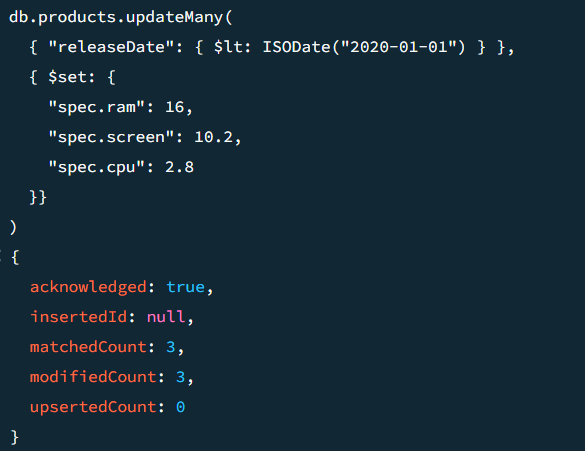 db.products.updateMany(
  { "releaseDate": { $lt: ISODate("2020-01-01") } },
  { $set: {
    "spec.ram": 16,
    "spec.screen": 10.2,
    "spec.cpu": 2.8
  }}
)
{
  acknowledged: true,
  insertedId: null,
  matchedCount: 3,
  modifiedCount: 3,
  upsertedCount: 0
}